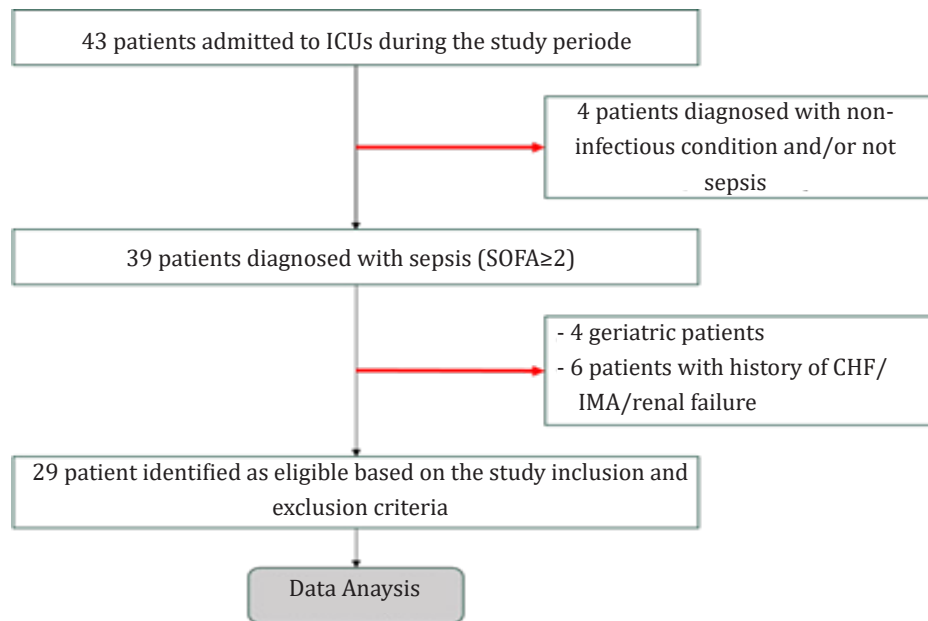 43 patients admitted to ICUs during the study periode
4 patients diagnosed with non-
infectious condition and/or not
sepsis
39 patients diagnosed with sepsis (SOFA≥2)
- 4 geriatric patients
- 6 patients with history of CHF/
IMA/renal failure
29 patient identified as eligible based on the study inclusion and
exclusion criteria
Data Anaysis